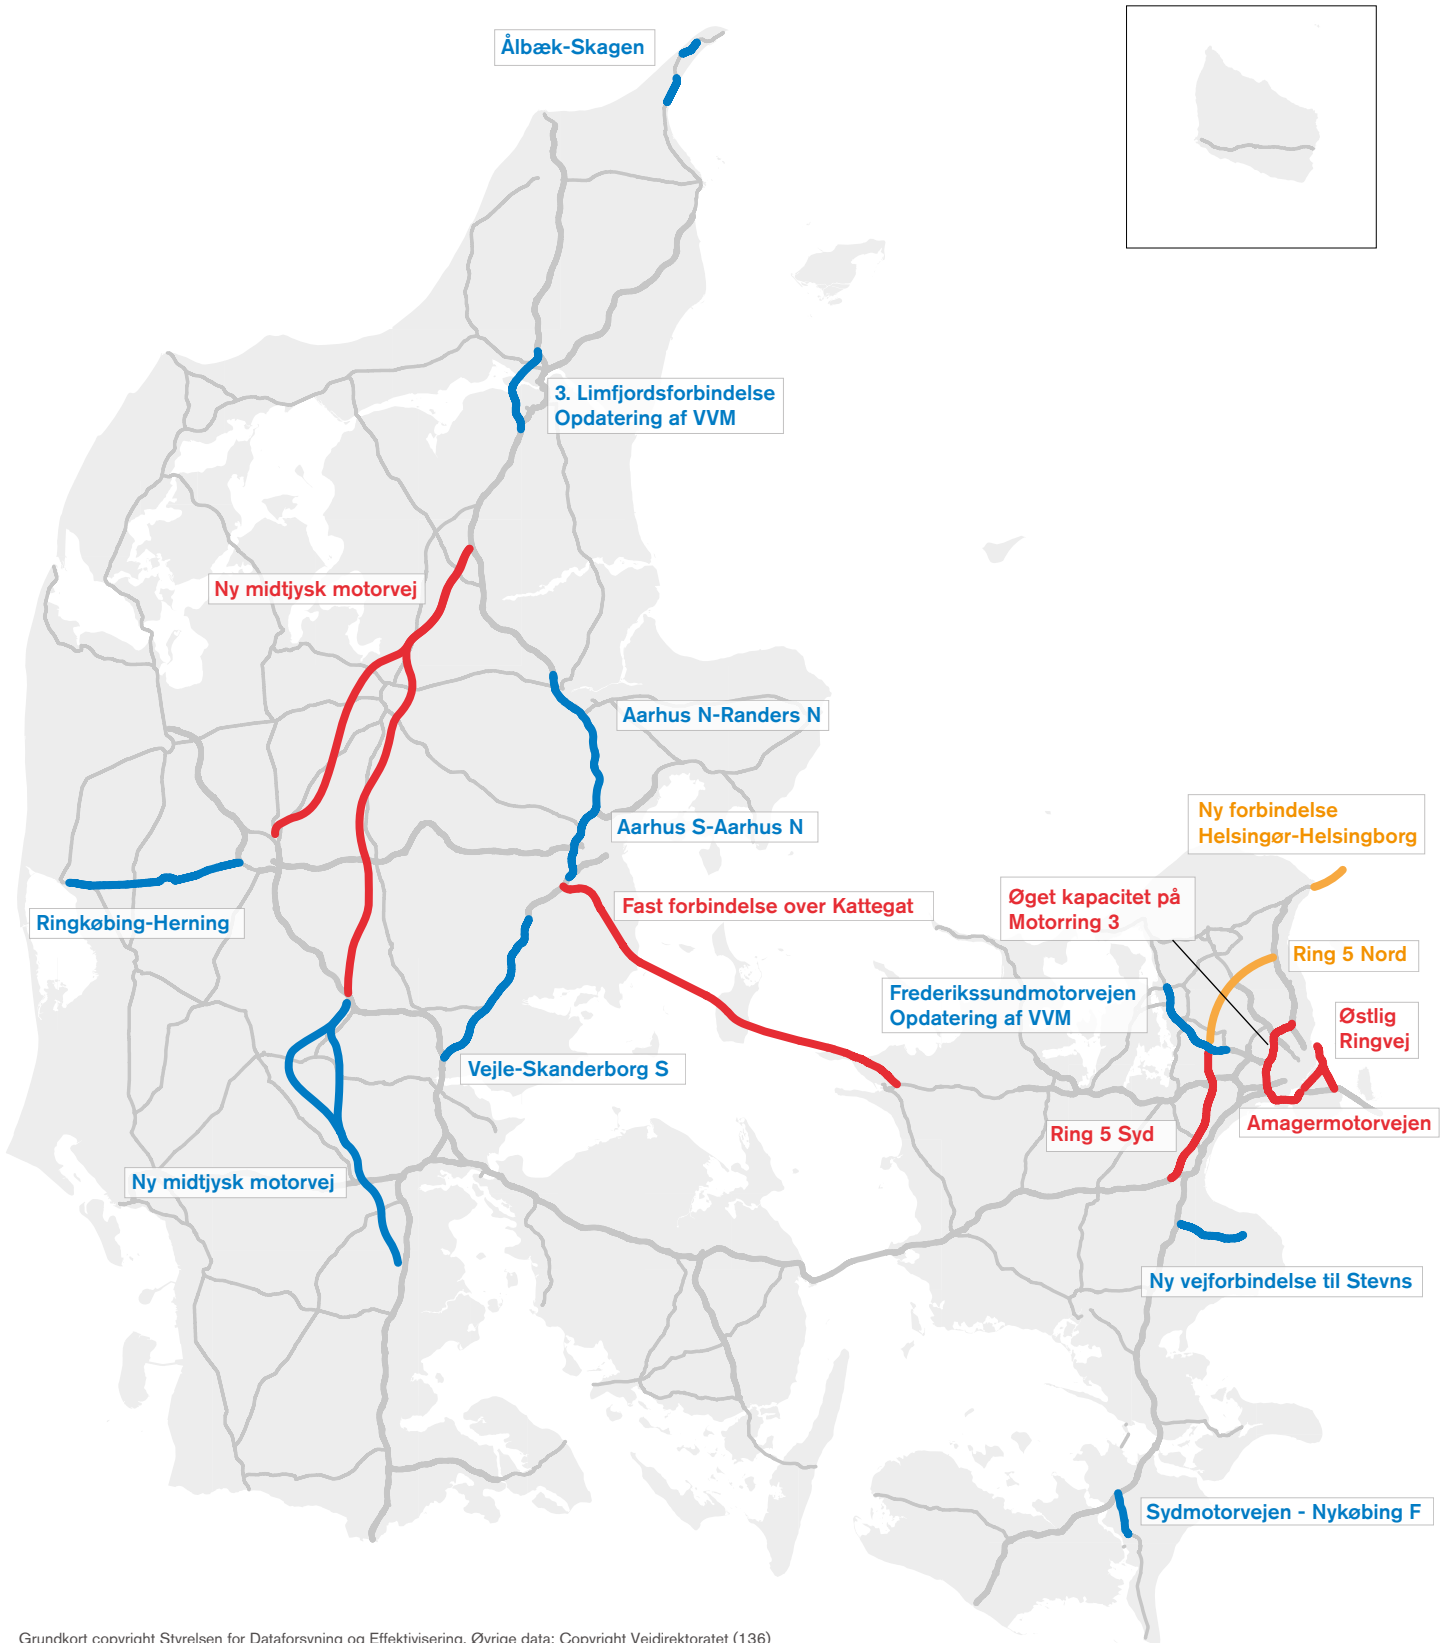 Ålbæk-Skagen
3. Limfjordsforbindelse
Opdatering af VVM
Ny midtjysk motorvej
Aarhus N-Randers N
Aarhus S-Aarhus N
Ny forbindelse
Helsingør-Helsingborg
Øget kapacitet på
Motorring 3
Fast forbindelse over Kattegat
Ringkøbing-Herning
Ring 5 Nord
Frederikssundmotorvejen
Opdatering af VVM
Østlig
Ringvej
Vejle-Skanderborg S
Amagermotorvejen
Ring 5 Syd
Ny midtjysk motorvej
Ny vejforbindelse til Stevns
Sydmotorvejen - Nykøbing F
Grundkort copyright Styrelsen for Dataforsyning og Effektivisering. Øvrige data: Copyright Vejdirektoratet (136)